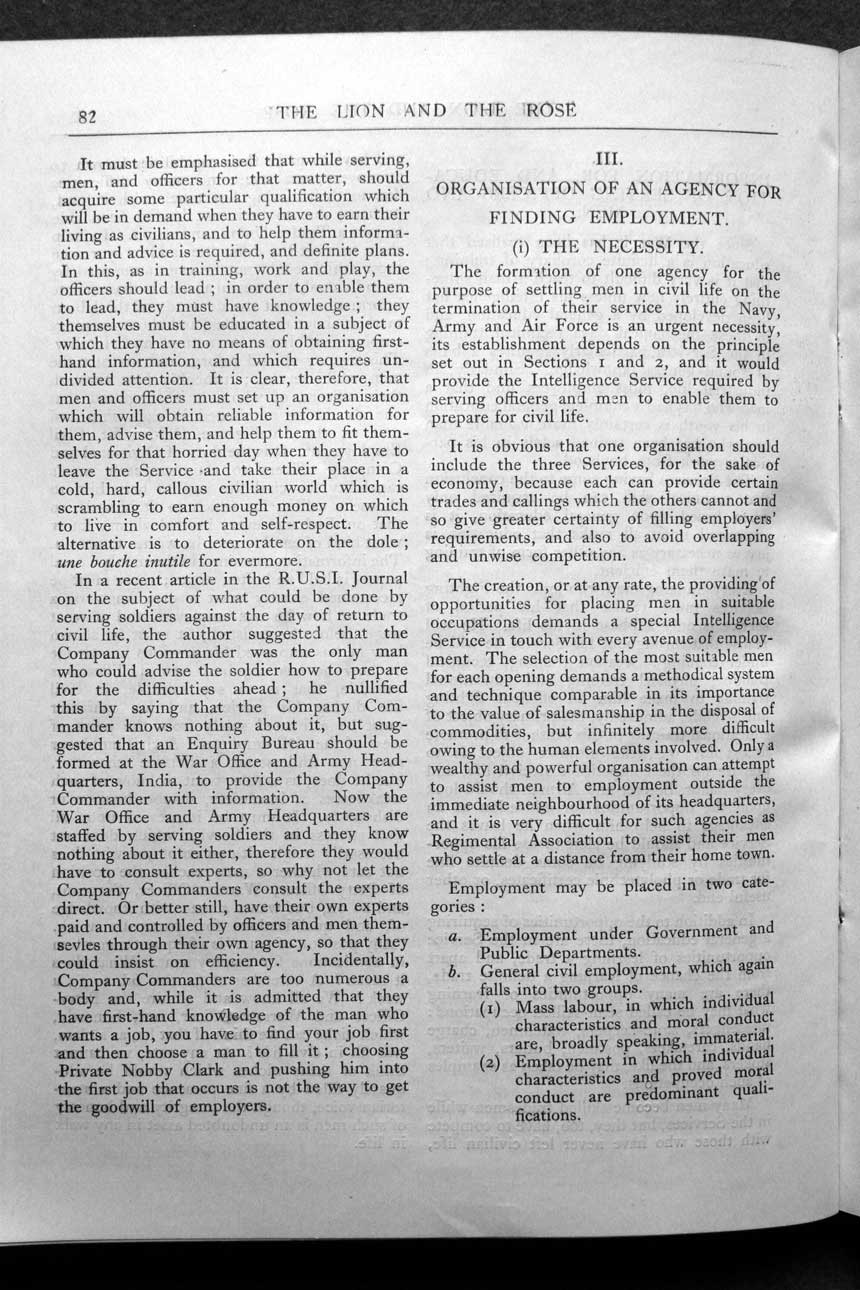 82
THE LION AND THE ROSE
It must be emphasised that while serving,
men, and officers for that matter, should
acquire some particular qualification which
will be in demand when they have to earn their
living as civilians, and to help them informa-
tion and advice is required, and definite plans.
In this, as in training, work and play, the
officers should lead ; in order to enable them
to lead, they must have knowledge ; they
themselves must be educated in a subject of
which they have no means of obtaining first-
hand information, and which requires un-
divided attention. It is clear, therefore, that
men and officers must set up an organisation
which will obtain reliable information for
them, advise them, and help them to fit them-
selves for that horried day when they have to
leave the Service and take their place in a
cold, hard, callous civilian world which is
scrambling to earn enough money on which
to live in comfort and self-respect. The
alternative is to deteriorate on the dole ;
une bouche inutile for evermore.
In a recent article in the R.U.S.I. Journal
on the subject of what could be done by
serving soldiers against the day of return to
civil life, the author suggested that the
Company Commander was the only man
who could advise the soldier how to prepare
for the difficulties ahead ; he nullified
this by saying that the Company Com-
mander knows nothing about it, but sug-
gested that an Enquiry Bureau should be
formed at the War Office and Army Head-
quarters, India, to provide the Company
Commander with information. Now the
War Office and Army Headquarters are
staffed by serving soldiers and they know
nothing about it either, therefore they would
have to consult experts, so why not let the
Company Commanders consult the experts
direct. Or better still, have their own experts
paid and controlled by officers and men them-
sevles through their own agency, so that they
could insist on efficiency. Incidentally,
Company Commanders are too numerous a
body and, while it is admitted that they
have first-hand knowledge of the man who
wants a job, you have to find your job first
and then choose a man to fill it ; choosing
Private Nobby Clark and pushing him into
the first job that occurs is not the way to get
the goodwill of employers.
III.
ORGANISATION OF AN AGENCY FOR
FINDING EMPLOYMENT.
(i) THE NECESSITY.
The formation of one agency for the
purpose of settling men in civil life on the
termination of their service in the Navy,
Army and Air Force is an urgent necessity,
its establishment depends on the principle
set out in Sections 1 and 2, and it would
provide the Intelligence Service required by
serving officers and men to enable them to
prepare for civil life.
It is obvious that one organisation should
include the three Services, for the sake of
economy, because each can provide certain
trades and callings which the others cannot and
so give greater certainty of filling employers'
requirements, and also to avoid overlapping
and unwise competition.
The creation, or at any rate, the providing of
opportunities for placing men in suitable
occupations demands a special Intelligence
Service in touch with every avenue of employ-
ment. The selection of the most suitable men
for each opening demands a methodical system
and technique comparable in its importance
to the value of salesmanship in the disposal of
commodities, but infinitely more difficult
owing to the human elements involved. Only a
wealthy and powerful organisation can attempt
to assist men to employment outside the
immediate neighbourhood of its headquarters,
and it is very difficult for such agencies as
Regimental Association to assist their men
who settle at a distance from their home town.
Employment may be placed in two cate-
gories :
a. Employment under Government and
Public Departments.
b. General civil employment, which again
falls into two groups.
(1) Mass labour, in which individual
characteristics and moral conduct
are, broadly speaking, immaterial.
(2) Employment in which individual
characteristics and proved moral
conduct are predominant quali-
fications.